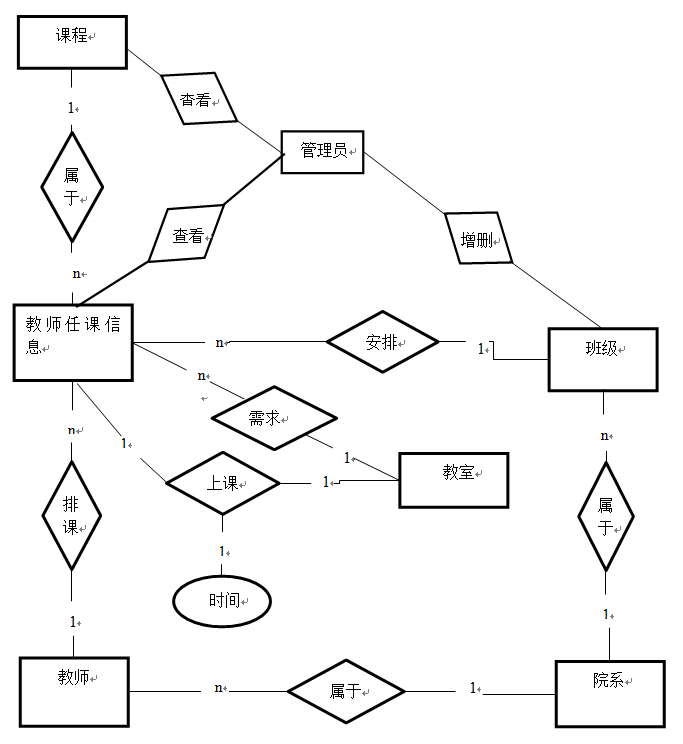 课程
查看
1
管理员
属
于
查看
增删
n
教师任课信
息
n
安排
1
班级
n
需求
n
1
1
教室
n
上课
1
排
课
属
于
1
时间
1
1
教师
n
属于
1
院系